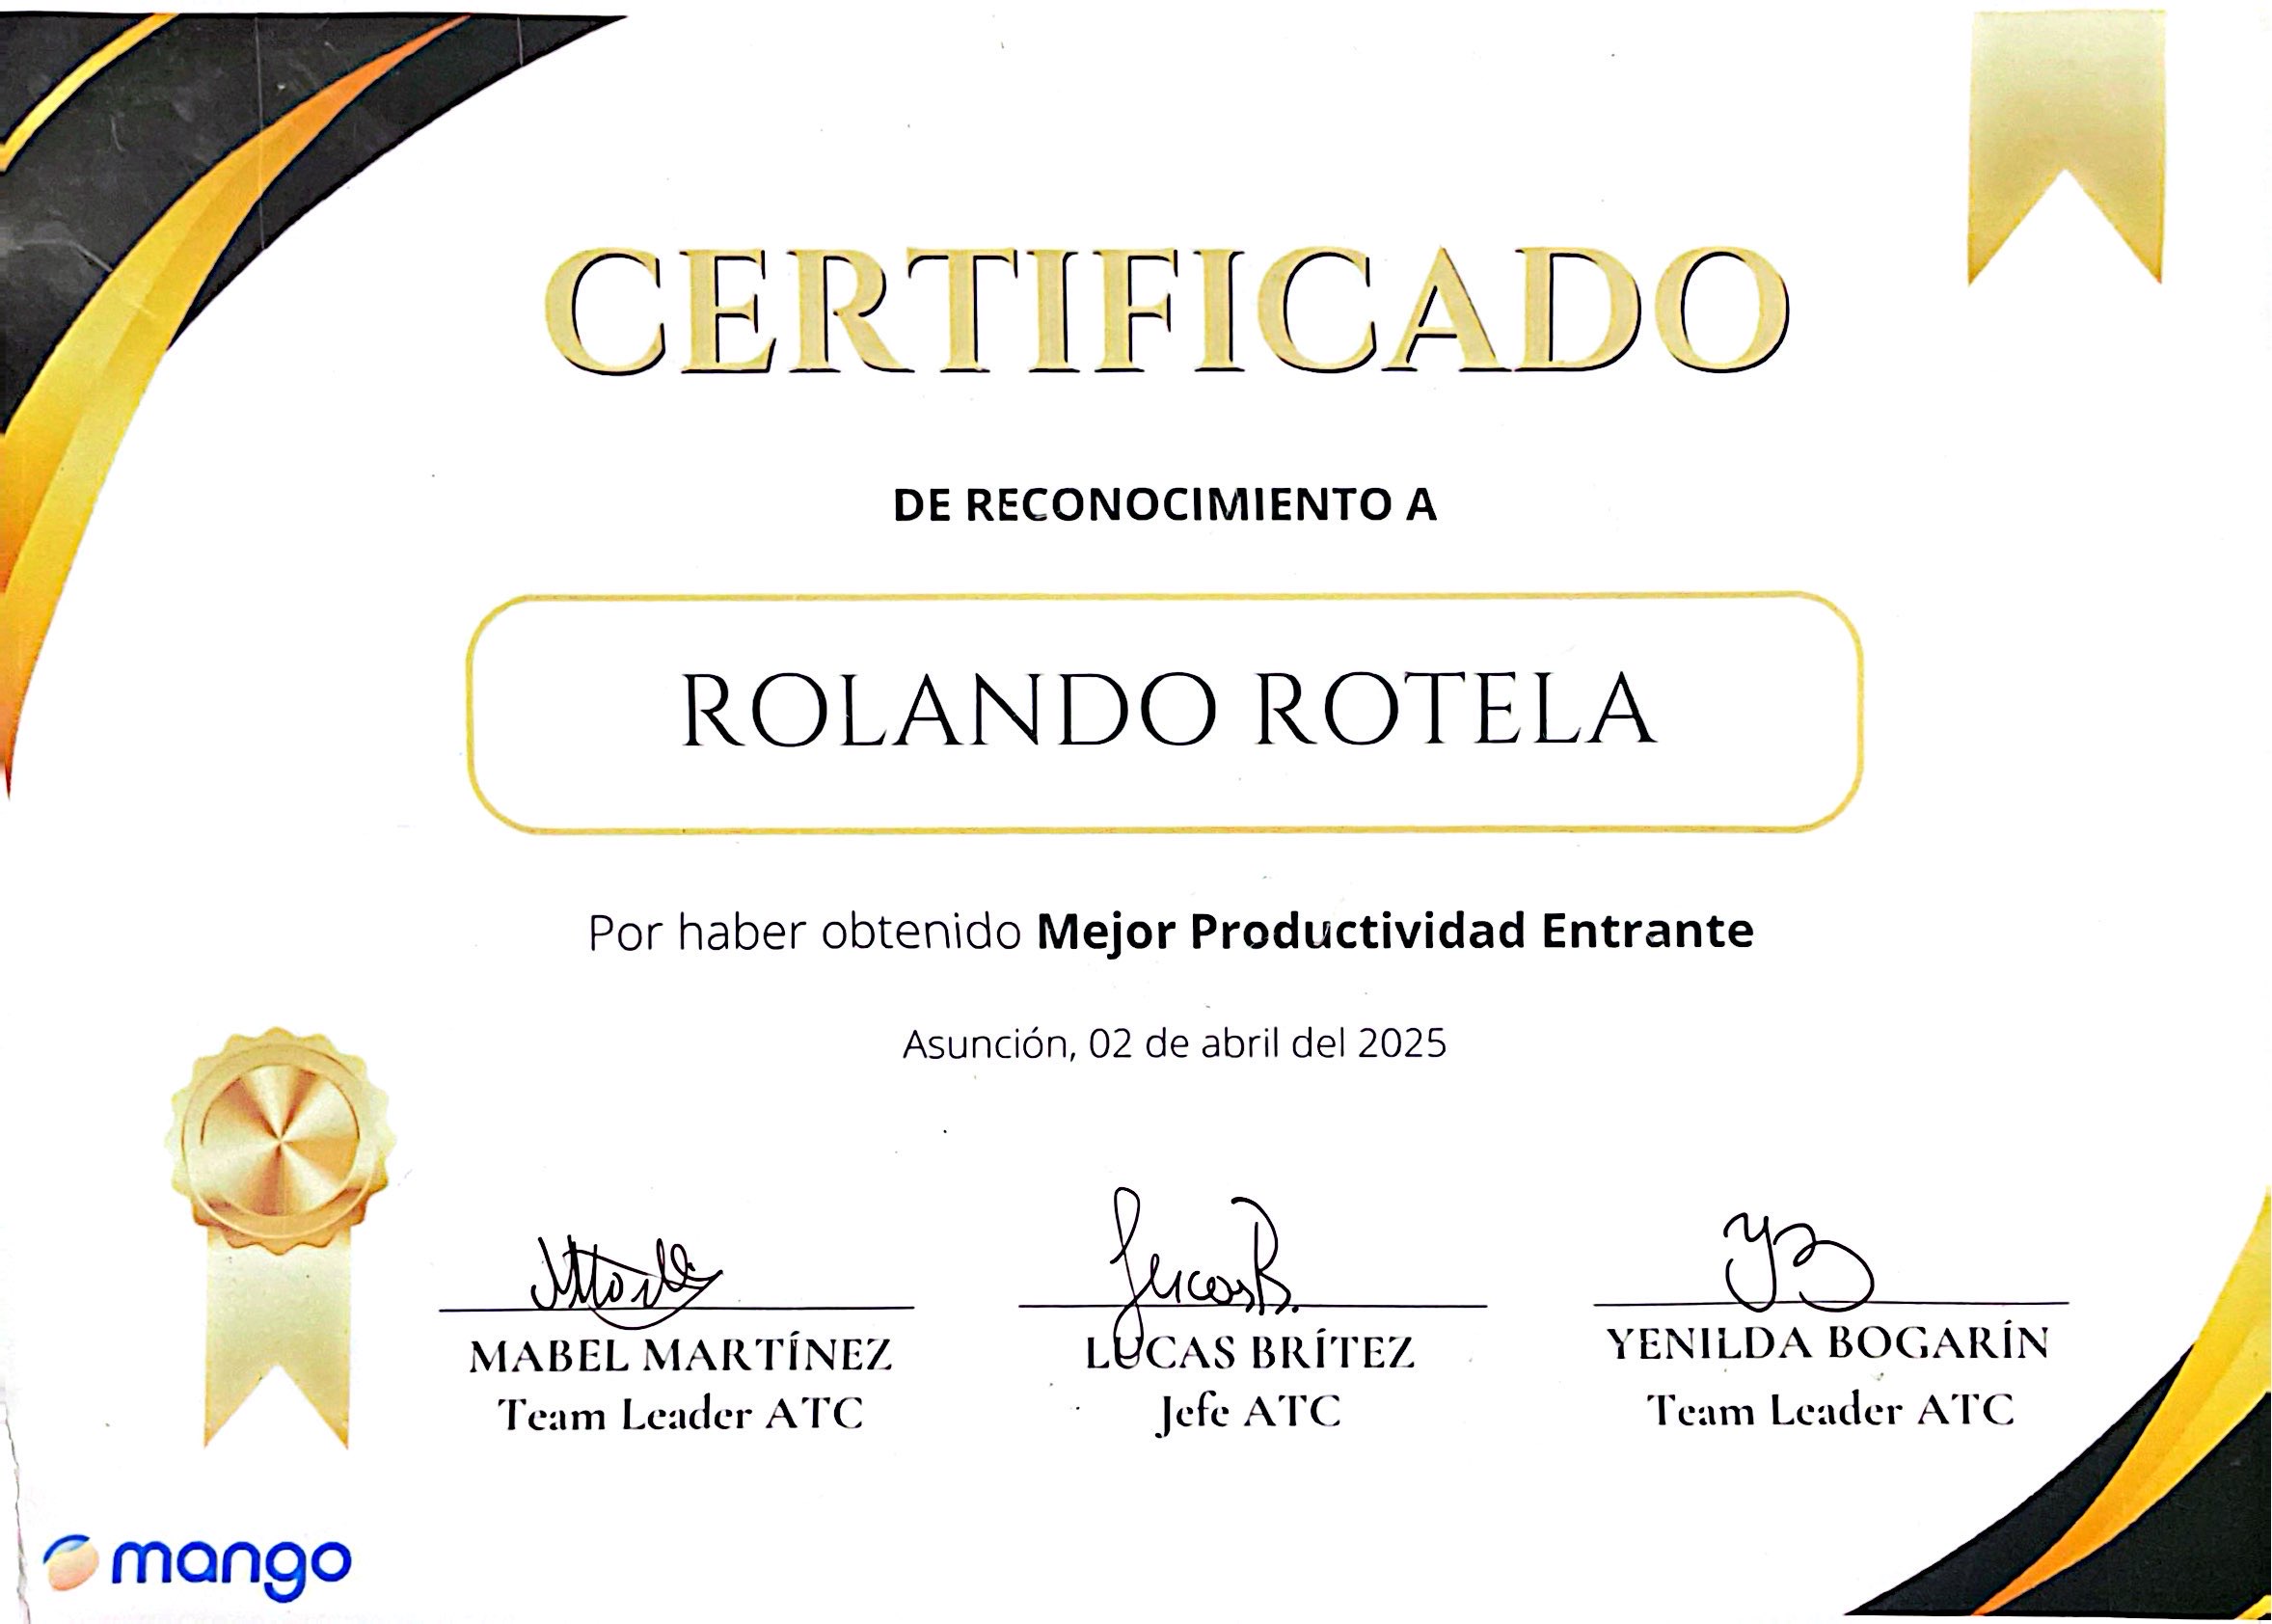 CERTIFICADO
DE RECONOCIMIENTO A
ROLANDO ROTELA
Por haber obtenido Mejor Productividad Entrante
Asunción, 02 de abril del 2025
Lucas B.
YB
MABEL MARTÍNEZ
Team Leader ATC
LUCAS BRÍTEZ
Jefe ATC
YENILDA BOGARÍN
Team Leader ATC
mango